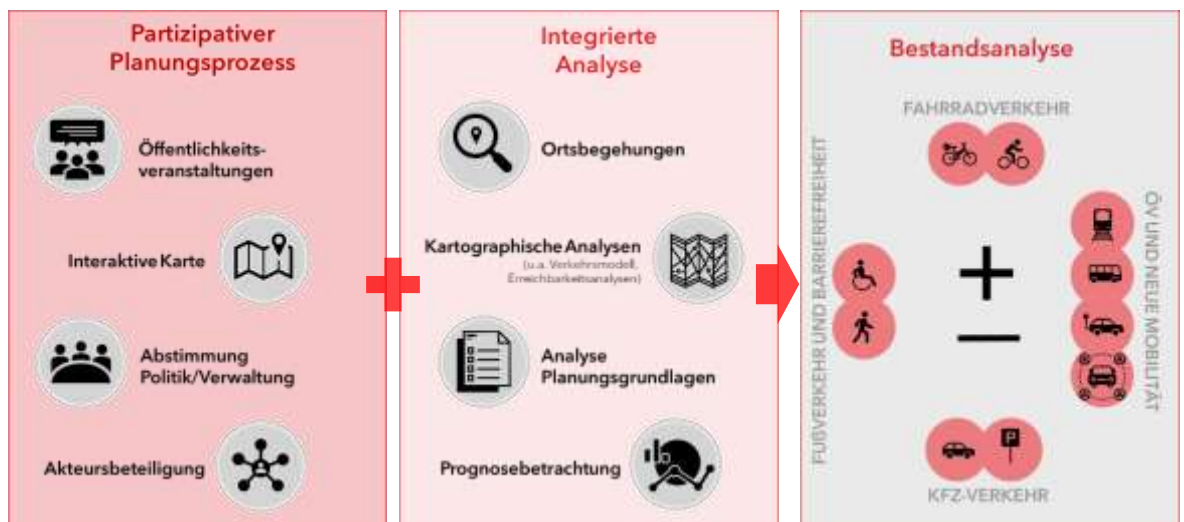 Partizipativer
Planungsprozess
Öffentlichkeits-
veranstaltungen
Interaktive Karte
Abstimmung
Politik/Verwaltung
Akteursbeteiligung
Integrierte
Analyse
Ortsbegehungen
Kartographische Analysen
(u.a. Verkehrsmodell,
Erreichbarkeitsanalysen)
Analyse
Planungsgrundlagen
Prognosebetrachtung
Bestandsanalyse
FAHRRADVERKEHR
FUßVERKEHR UND BARRIEREFREIHEIT
ÖV UND NEUE MOBILITÄT
P
KFZ-VERKEHR